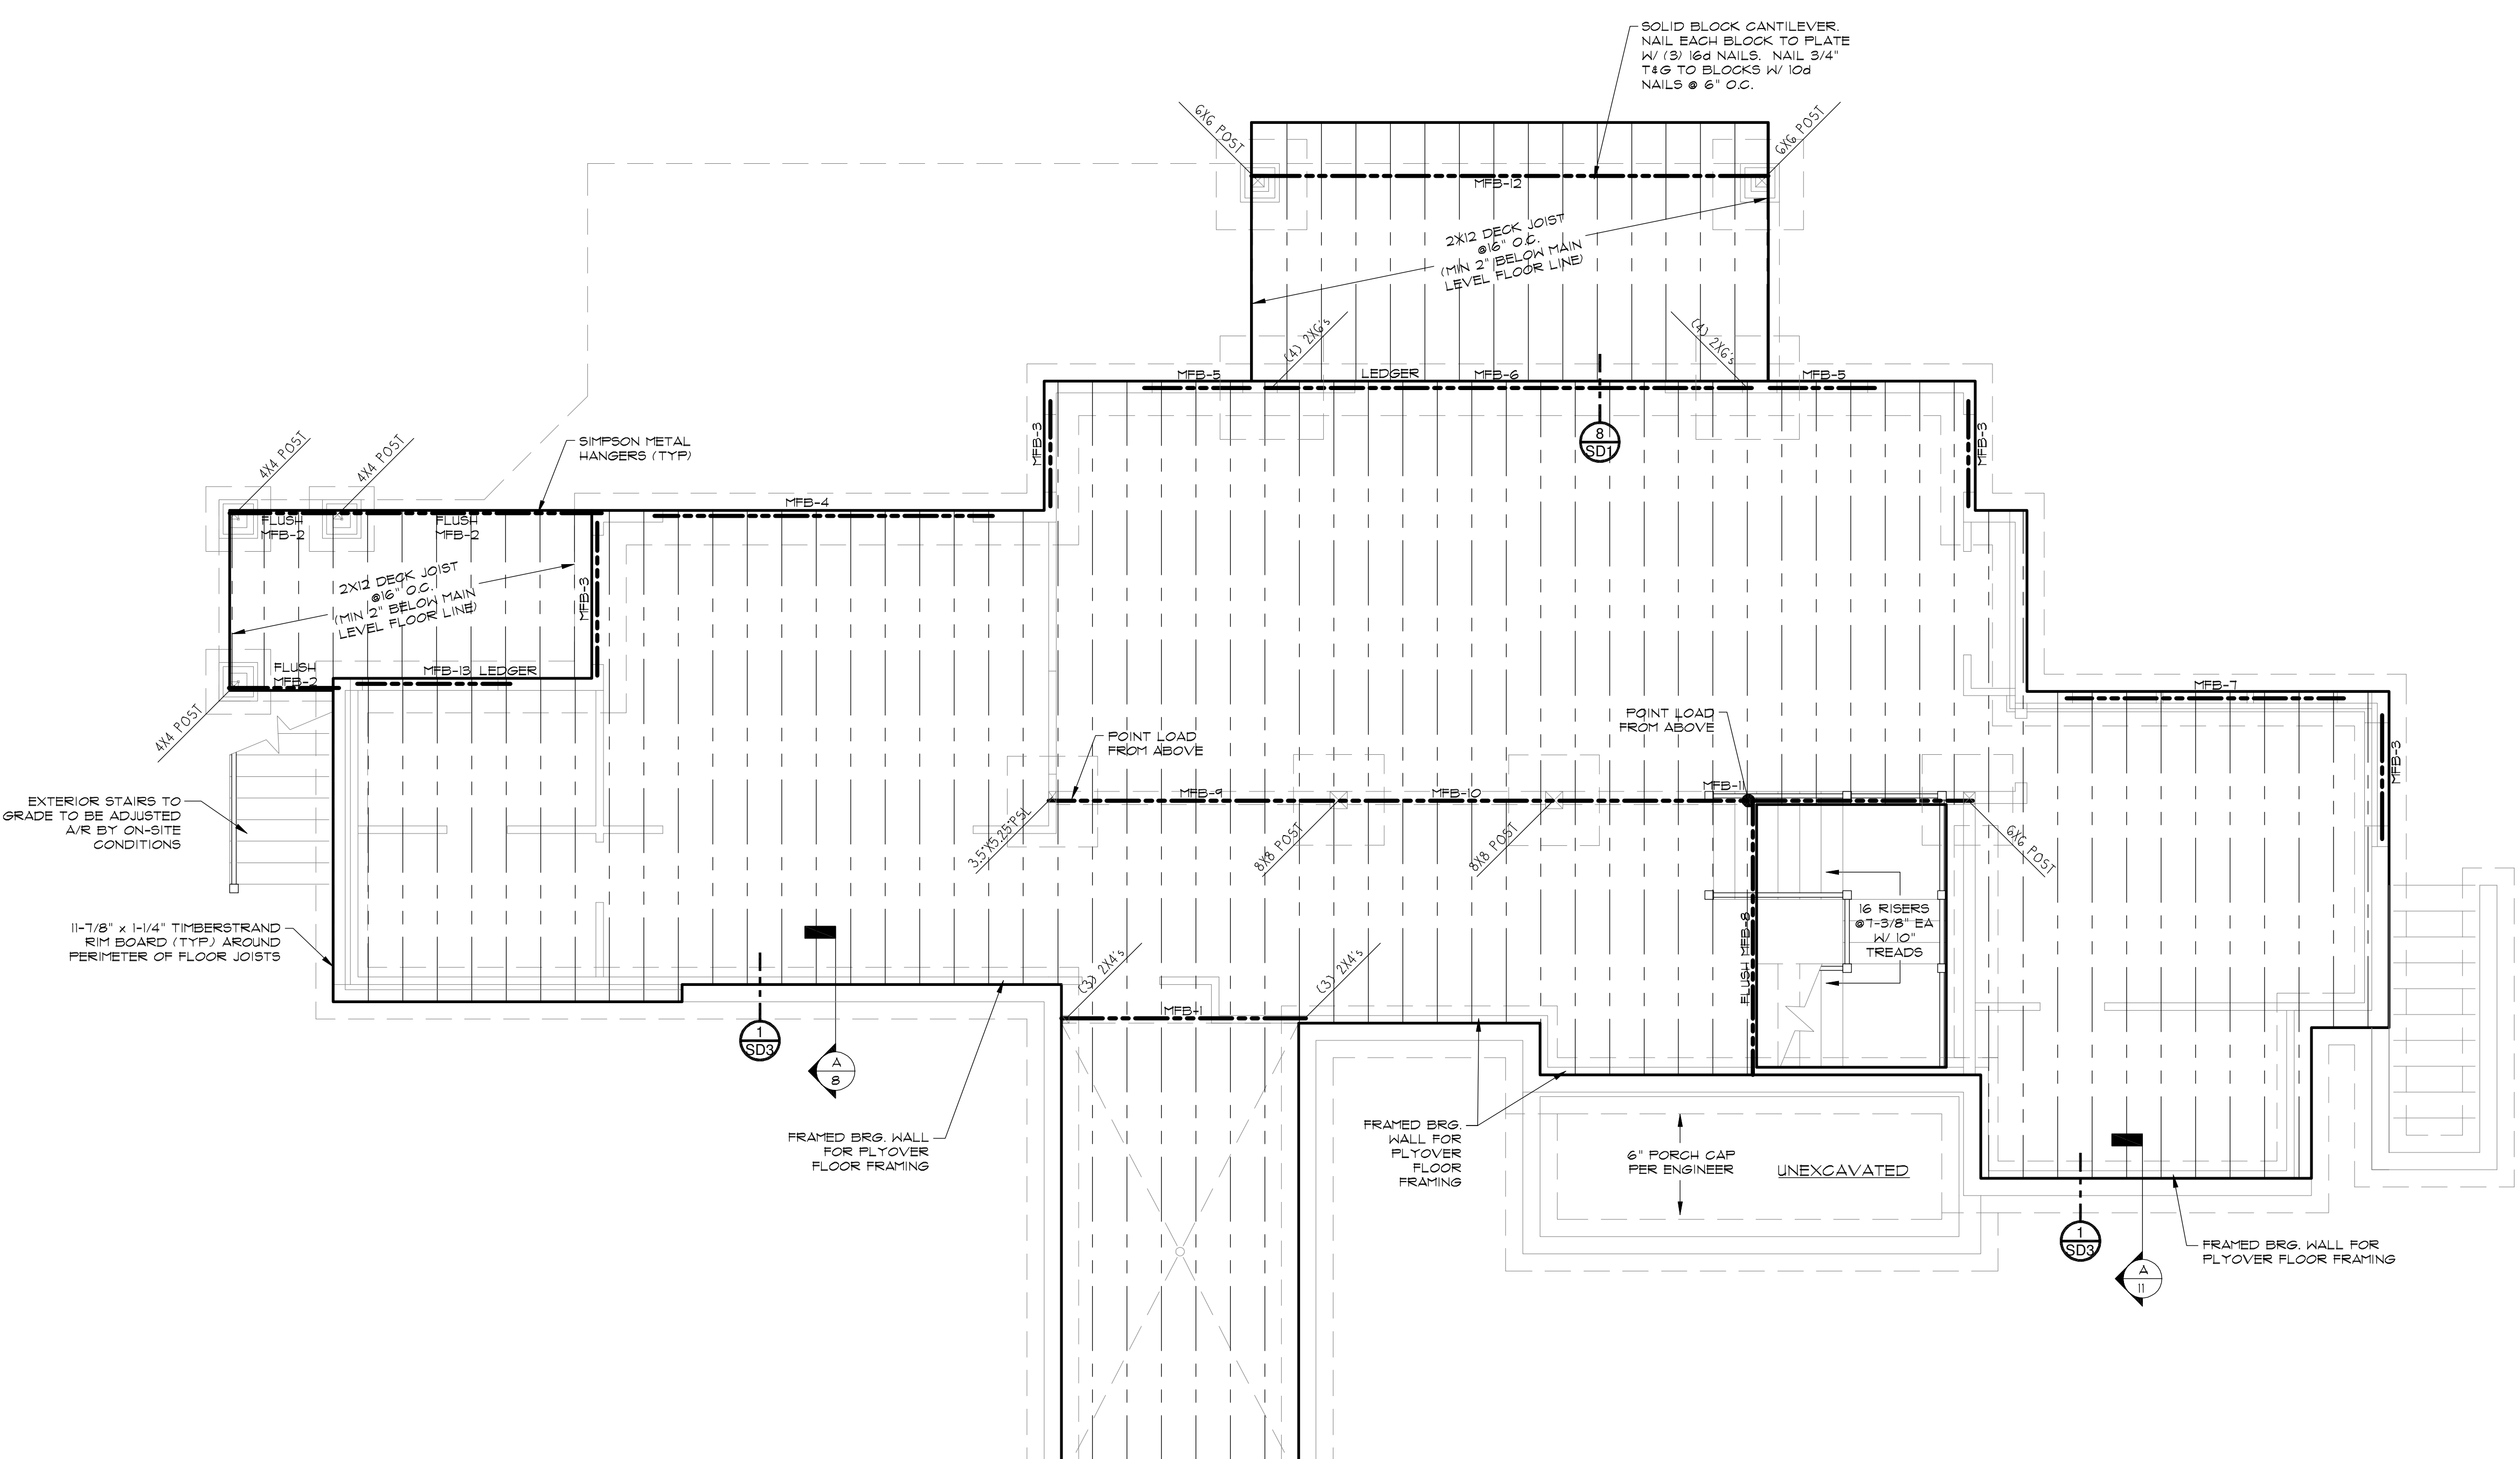 SOLID BLOCK CANTILEVER.
NAIL EACH BLOCK TO PLATE
W/ (3) 16d NAILS. NAIL 3/4"
T&G TO BLOCKS W/ 10d
NAILS @ 6" O.C.
6X6 POST
6X6 POST
MFB-12
2X12 DECK JOIST
@16" O.C.
(MIN 2" BELOW MAIN
LEVEL FLOOR LINE)
(4) 2X6's
(4) 2X6's
MFB-5
LEDGER
MFB-6
MFB-5
MFB-3
MFB-3
8
SD1
4X4 POST
4X4 POST
SIMPSON METAL
HANGERS (TYP)
MFB-4
FLUSH
MFB-2
FLUSH
MFB-2
2X12 DECK JOIST
@16" O.C.
(MIN 2" BELOW MAIN
LEVEL FLOOR LINE)
MFB-3
FLUSH
MFB-2
MFB-13 LEDGER
4X4 POST
MFB-7
MFB-3
POINT LOAD
FROM ABOVE
POINT LOAD
FROM ABOVE
MFB-9
MFB-10
MFB-11
EXTERIOR STAIRS TO
GRADE TO BE ADJUSTED
A/R BY ON-SITE
CONDITIONS
3.5"X5.25"PSL
8X8 POST
8X8 POST
6X6 POST
11-7/8" x 1-1/4" TIMBERSTRAND
RIM BOARD (TYP.) AROUND
PERIMETER OF FLOOR JOISTS
16 RISERS
@7-3/8" EA
W/ 10"
TREADS
FLUSH MFB-8
(3) 2X4's
(3) 2X4's
MFB-1
1
SD3
A
8
FRAMED BRG. WALL
FOR PLYOVER
FLOOR FRAMING
FRAMED BRG.
WALL FOR
PLYOVER
FLOOR
FRAMING
6" PORCH CAP
PER ENGINEER
UNEXCAVATED
1
SD3
A
11
FRAMED BRG. WALL FOR
PLYOVER FLOOR FRAMING